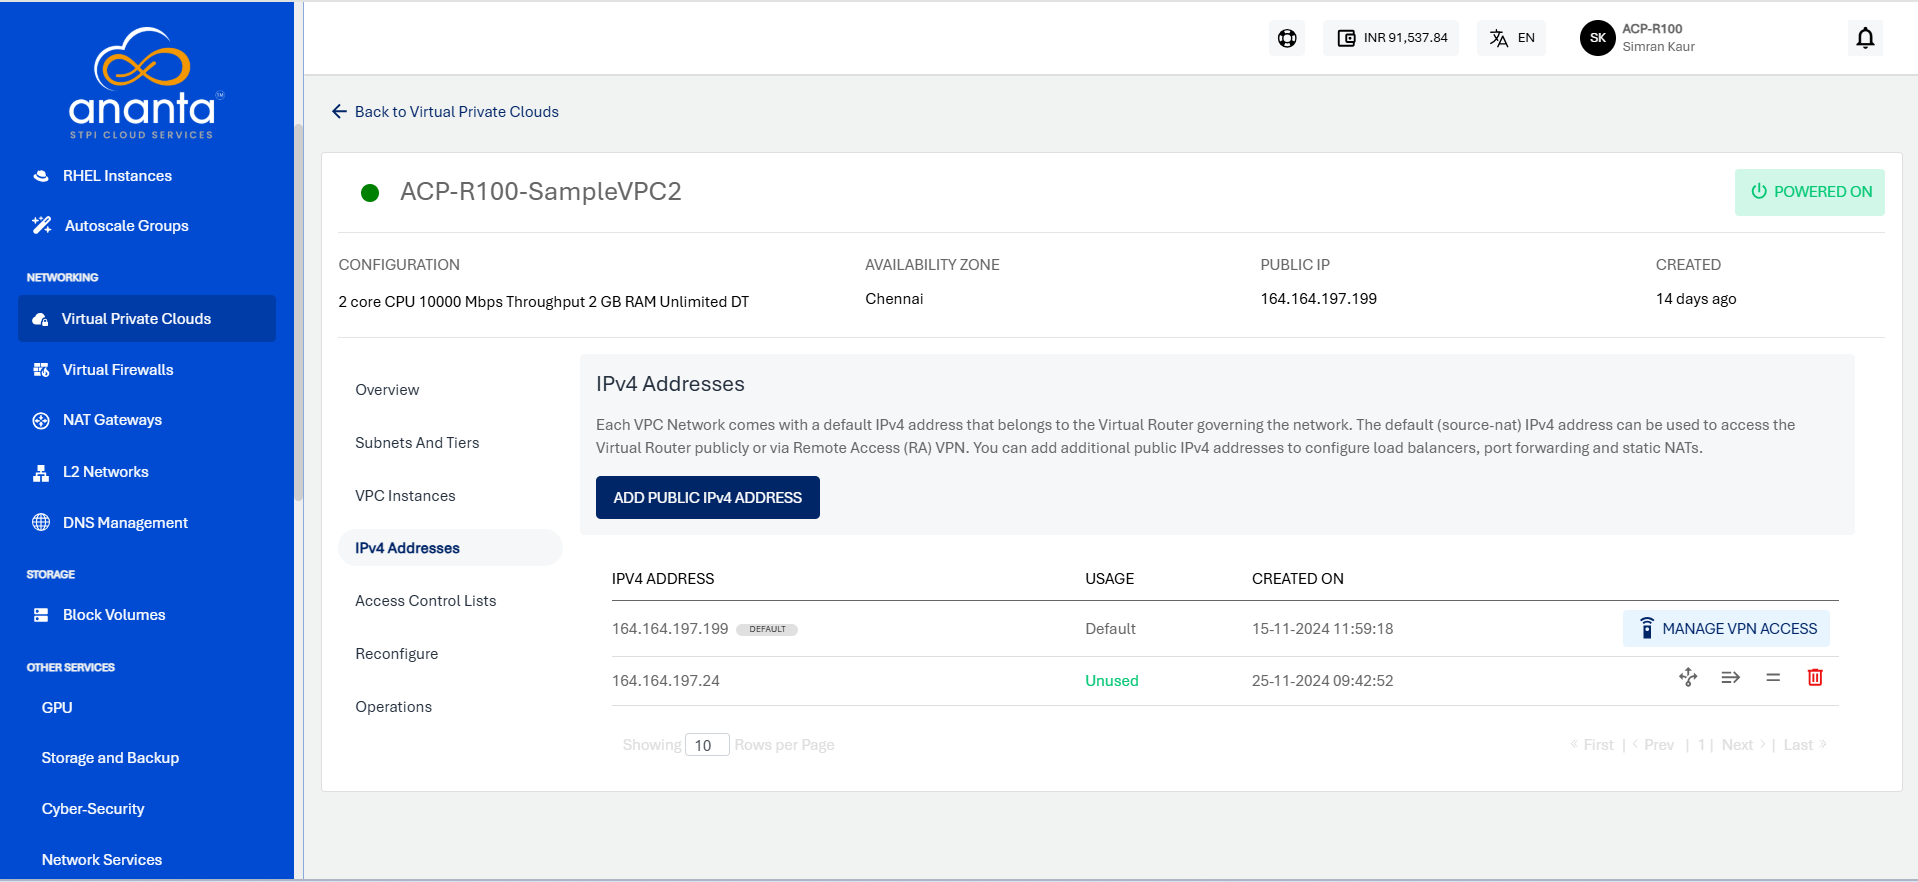 ananta™
STPI CLOUD SERVICES
RHEL Instances
Autoscale Groups
NETWORKING
Virtual Private Clouds
Virtual Firewalls
NAT Gateways
L2 Networks
DNS Management
STORAGE
Block Volumes
OTHER SERVICES
GPU
Storage and Backup
Cyber-Security
Network Services
INR 91,537.84
EN
SK
ACP-R100
Simran Kaur
Back to Virtual Private Clouds
ACP-R100-SampleVPC2
POWERED ON
CONFIGURATION AVAILABILITY ZONE PUBLIC IP CREATED
2 core CPU 10000 Mbps Throughput 2 GB RAM Unlimited DT Chennai 164.164.197.199 14 days ago
Overview
Subnets And Tiers
VPC Instances
IPv4 Addresses
Access Control Lists
Reconfigure
Operations
IPv4 Addresses
Each VPC Network comes with a default IPv4 address that belongs to the Virtual Router governing the network. The default (source-nat) IPv4 address can be used to access the
Virtual Router publicly or via Remote Access (RA) VPN. You can add additional public IPv4 addresses to configure load balancers, port forwarding and static NATs.
ADD PUBLIC IPv4 ADDRESS
IPV4 ADDRESS USAGE CREATED ON
164.164.197.199 DEFAULT Default 15-11-2024 11:59:18 MANAGE VPN ACCESS
164.164.197.24 Unused 25-11-2024 09:42:52
Showing 10 Rows per Page « First | ‹ Prev | 1 | Next › | Last »